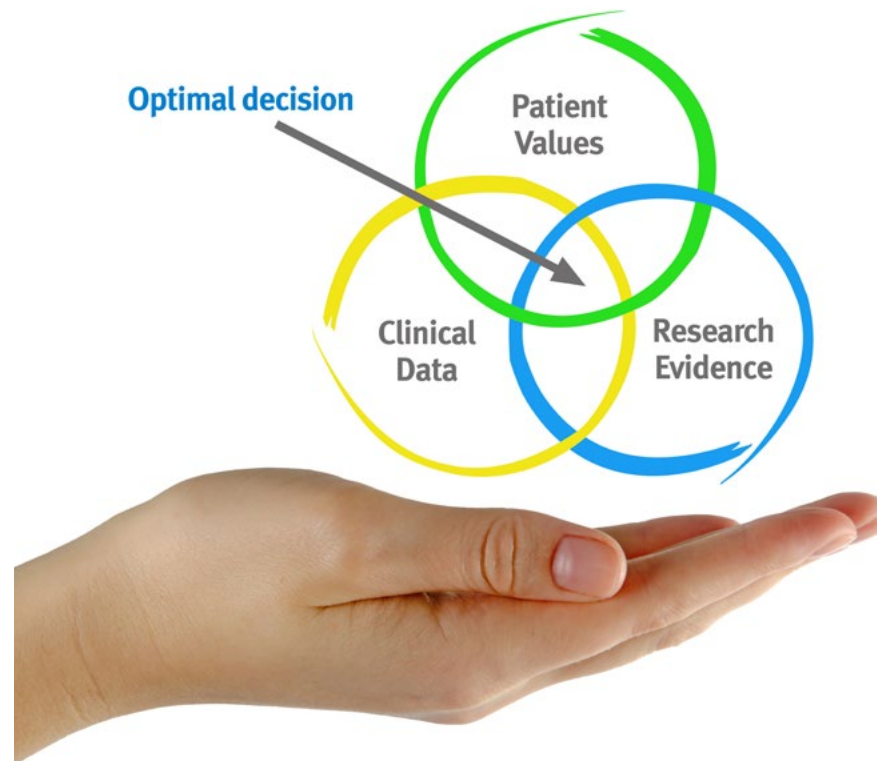 Optimal decision
Patient
Values
Clinical
Data
Research
Evidence